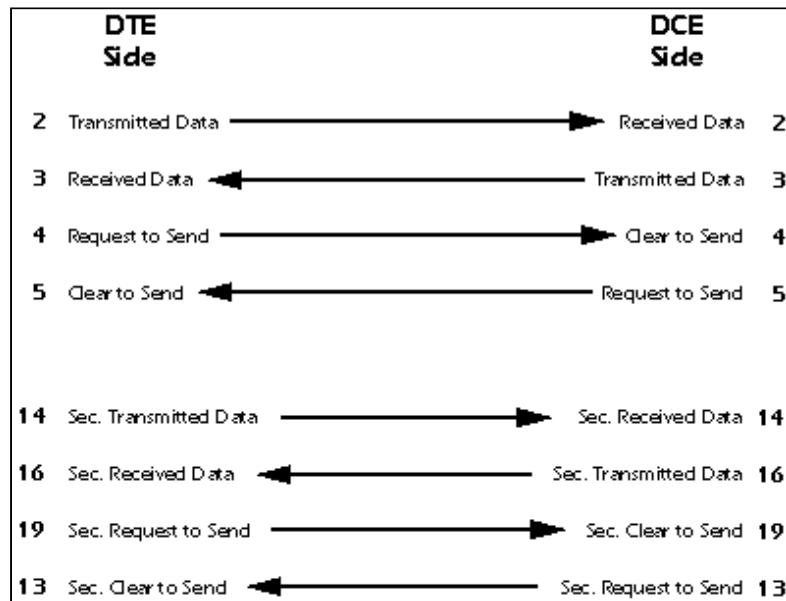 DTE Side DCE Side
2 Transmitted Data Received Data 2
3 Received Data Transmitted Data 3
4 Request to Send Clear to Send 4
5 Clear to Send Request to Send 5
14 Sec. Transmitted Data Sec. Received Data 14
16 Sec. Received Data Sec. Transmitted Data 16
19 Sec. Request to Send Sec. Clear to Send 19
13 Sec. Clear to Send Sec. Request to Send 13